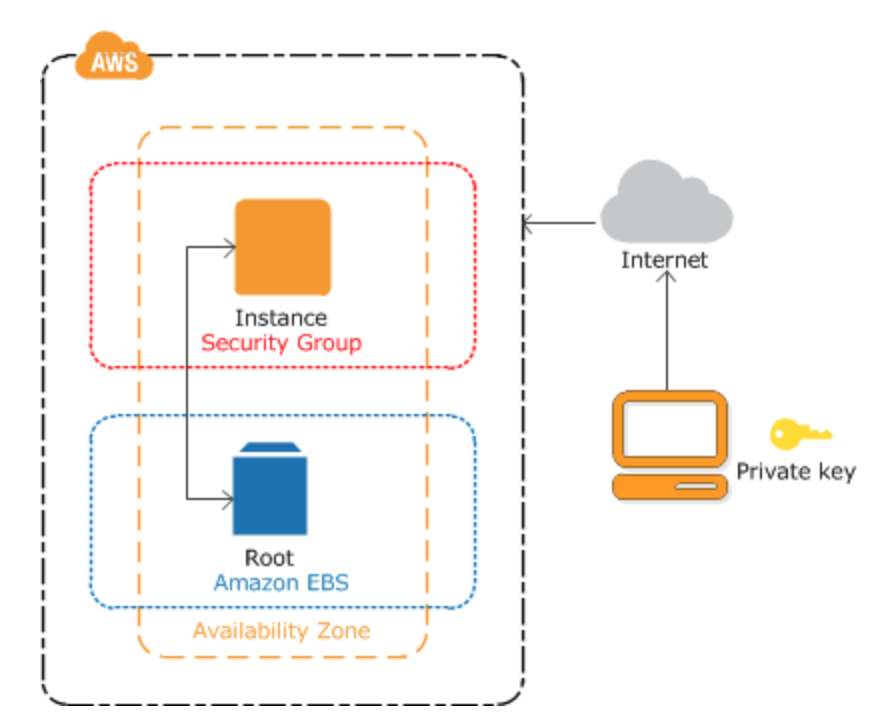 AWS
Instance
Security Group
Root
Amazon EBS
Availability Zone
Internet
Private key